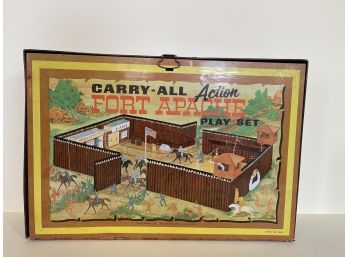 CARRY-ALL Action
FORT APACHE
PLAY SET